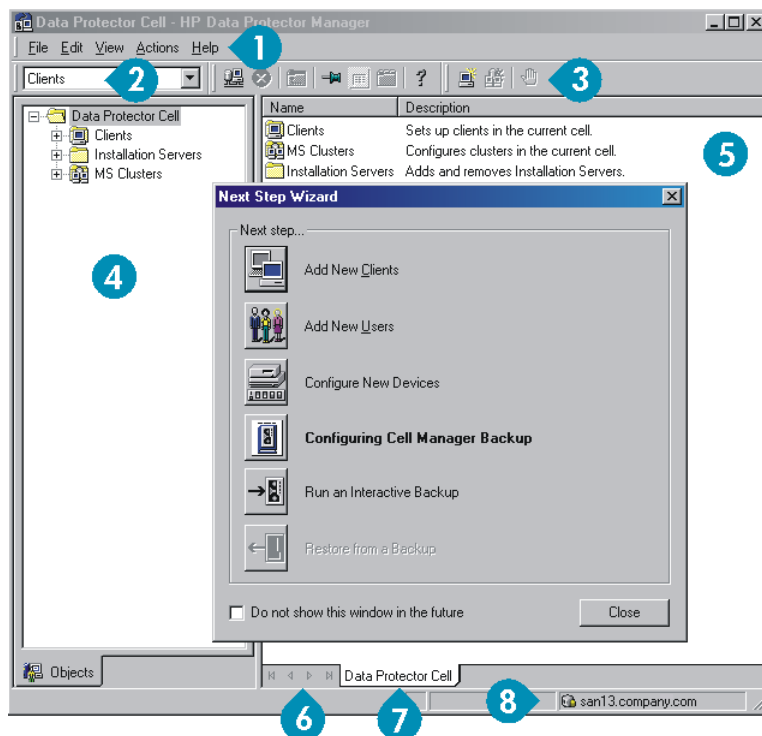 Data Protector Cell - HP Data Protector Manager
File Edit View Actions Help 1
Clients 2 ? 3
Data Protector Cell
Clients
Installation Servers
MS Clusters
4
Name Description
Clients Sets up clients in the current cell.
MS Clusters Configures clusters in the current cell.
Installation Servers Adds and removes Installation Servers.
5
Next Step Wizard
Next step...
Add New Clients
Add New Users
Configure New Devices
Configuring Cell Manager Backup
Run an Interactive Backup
Restore from a Backup
Do not show this window in the future Close
Objects Data Protector Cell
6 7 8 san13.company.com